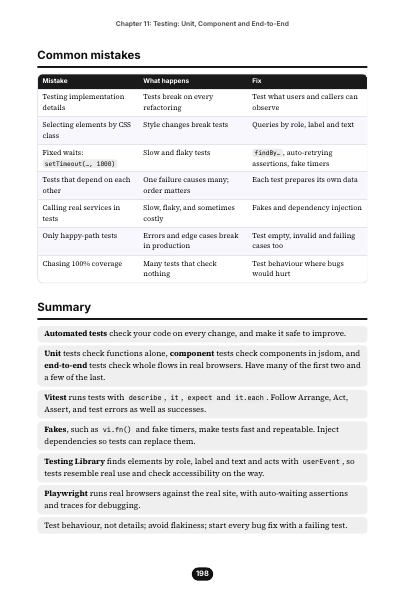 Chapter 11: Testing: Unit, Component and End-to-End
Common mistakes
Mistake What happens Fix
Testing implementation details Tests break on every refactoring Test what users and callers can observe
Selecting elements by CSS class Style changes break tests Queries by role, label and text
Fixed waits: setTimeout(…, 1000) Slow and flaky tests findBy…, auto-retrying assertions, fake timers
Tests that depend on each other One failure causes many; order matters Each test prepares its own data
Calling real services in tests Slow, flaky, and sometimes costly Fakes and dependency injection
Only happy-path tests Errors and edge cases break in production Test empty, invalid and failing cases too
Chasing 100% coverage Many tests that check nothing Test behaviour where bugs would hurt
Summary
Automated tests check your code on every change, and make it safe to improve.
Unit tests check functions alone, component tests check components in jsdom, and
end-to-end tests check whole flows in real browsers. Have many of the first two and
a few of the last.
Vitest runs tests with describe, it, expect and it.each. Follow Arrange, Act,
Assert, and test errors as well as successes.
Fakes, such as vi.fn() and fake timers, make tests fast and repeatable. Inject
dependencies so tests can replace them.
Testing Library finds elements by role, label and text and acts with userEvent, so
tests resemble real use and check accessibility on the way.
Playwright runs real browsers against the real site, with auto-waiting assertions
and traces for debugging.
Test behaviour, not details; avoid flakiness; start every bug fix with a failing test.
198